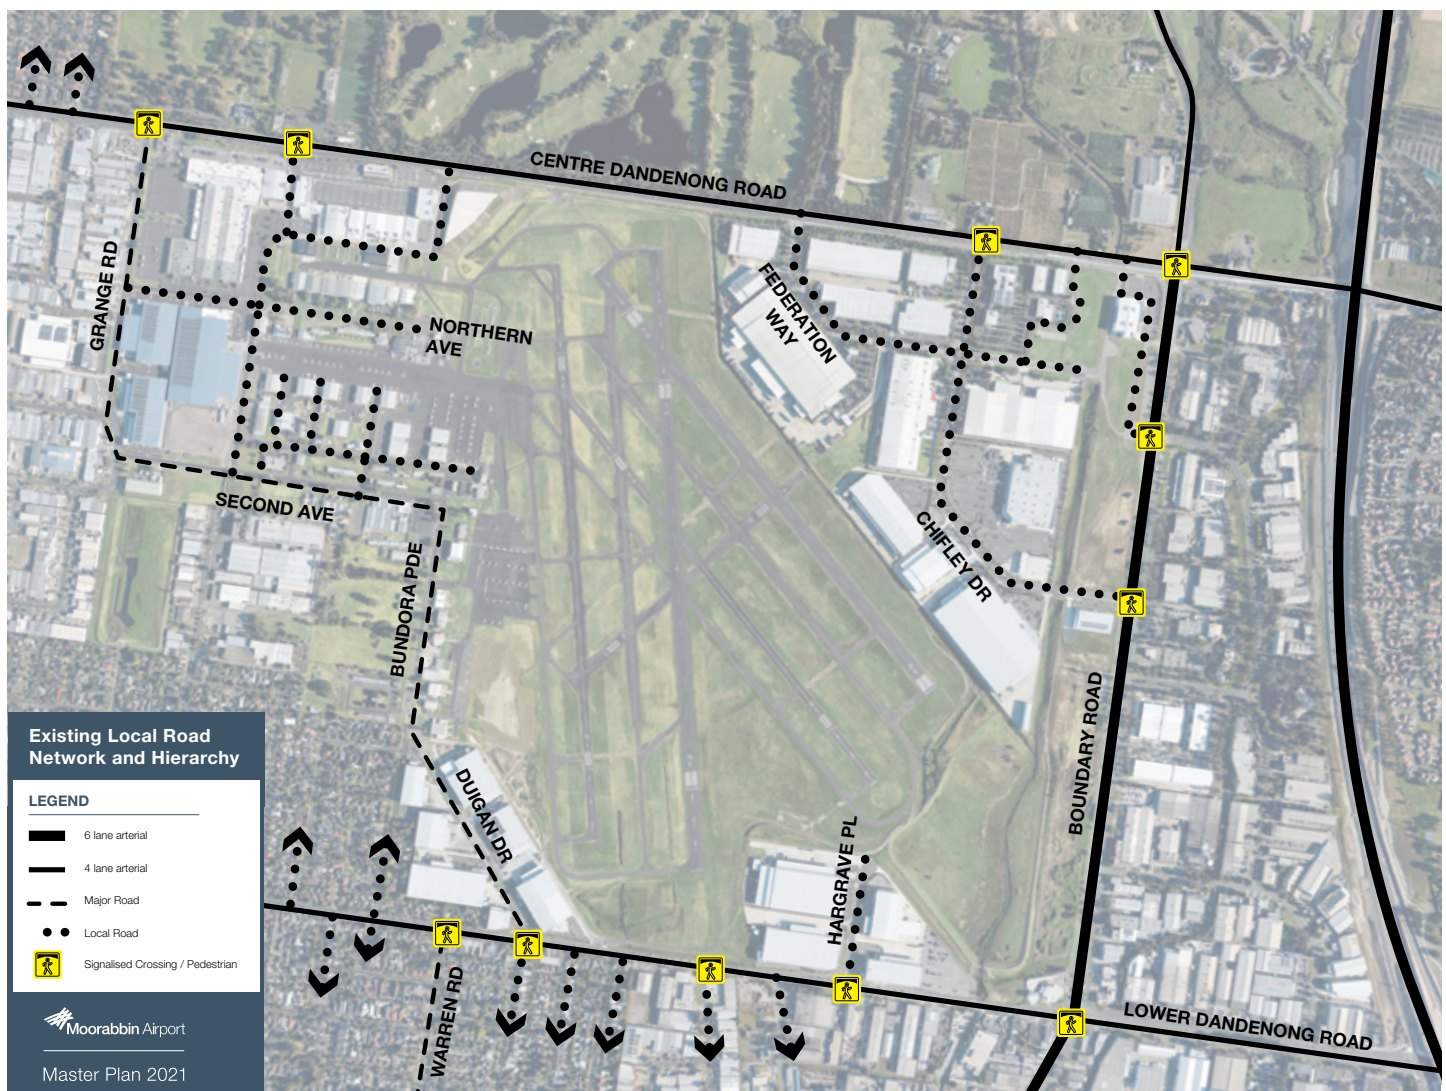 CENTRE DANDENONG ROAD
GRANGE RD
NORTHERN
AVE
FEDERATION
WAY
SECOND AVE
CHIFLEY DR
BUNDORA PDE
BOUNDARY ROAD
DUIGAN DR
HARGRAVE PL
WARREN RD
LOWER DANDENONG ROAD
Existing Local Road
Network and Hierarchy
LEGEND
6 lane arterial
4 lane arterial
Major Road
Local Road
Signalised Crossing / Pedestrian
Moorabbin Airport
Master Plan 2021